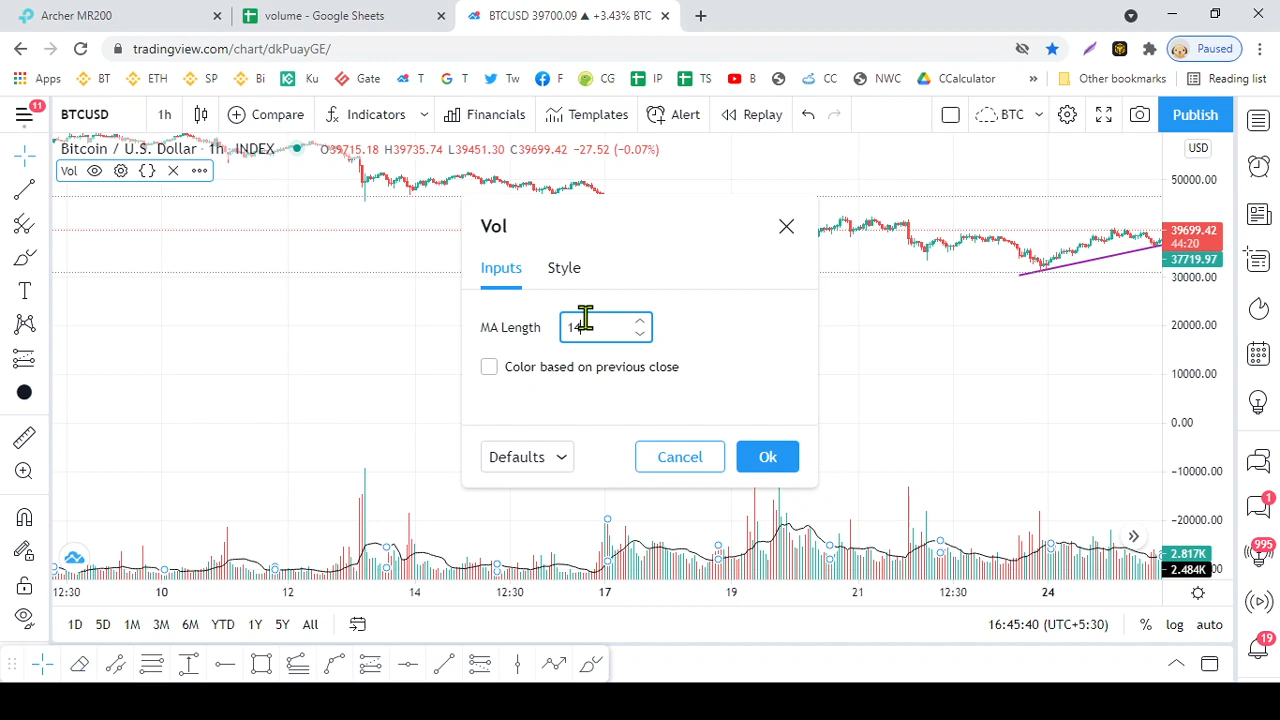 Archer MR200
volume - Google Sheets
BTCUSD 39700.09 ▲ +3.43% BTC
tradingview.com/chart/dkPuayGE/
Paused
Apps BT ETH SP Bi Ku Gate T T Tw F CG IP TS B CC NWC CCalculator » Other bookmarks Reading list
11
BTCUSD 1h Compare Indicators Financials Templates Alert Replay BTC Publish
Bitcoin / U.S. Dollar · 1h · INDEX O39715.18 H39735.74 L39451.30 C39699.42 −27.52 (−0.07%)
USD
Vol
50000.00
39699.42
44:20
37719.97
30000.00
20000.00
10000.00
0.00
−10000.00
−20000.00
2.817K
2.484K
Vol
Inputs Style
MA Length 14
Color based on previous close
Defaults Cancel Ok
12:30 10 12 14 12:30 17 19 21 12:30 24
1D 5D 1M 3M 6M YTD 1Y 5Y All 16:45:40 (UTC+5:30) % log auto
1
995
19